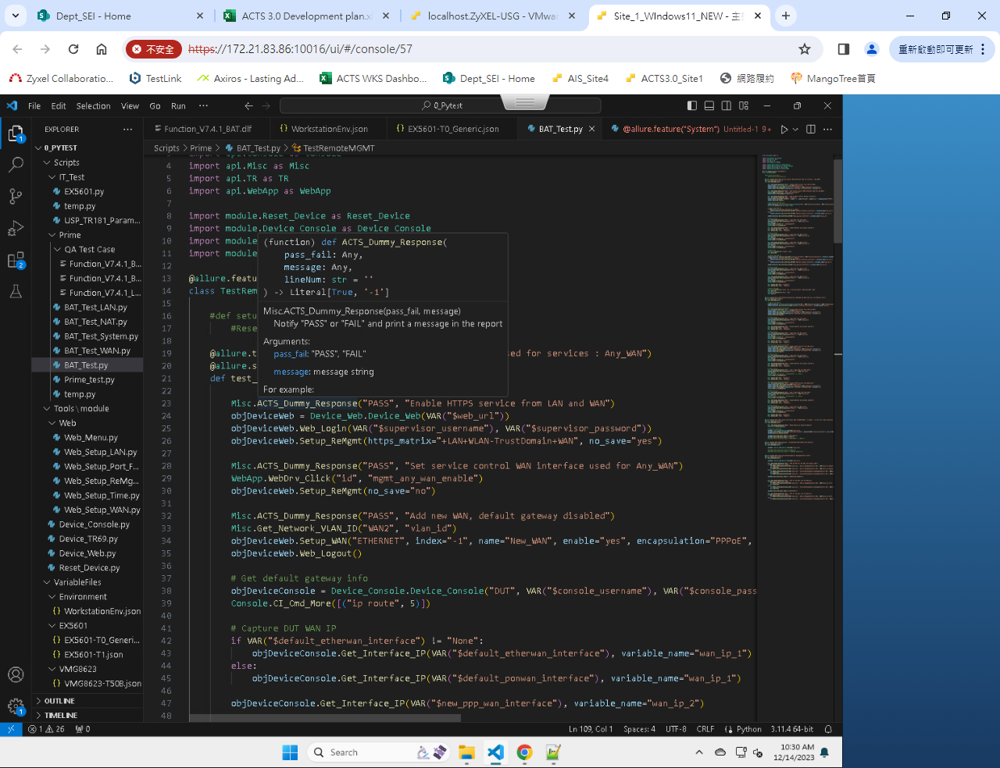 Dept_SEI - Home
ACTS 3.0 Development plan.xl
localhost.ZyXEL-USG - VMwa
Site_1_WIndows11_NEW - 主
不安全
https://172.21.83.86:10016/ui/#/console/57
重新啟動即可更新
Zyxel Collaboratio...
TestLink
Axiros - Lasting Ad...
ACTS WKS Dashbo...
Dept_SEI - Home
AIS_Site4
ACTS3.0_Site1
網路履約
MangoTree首頁
File Edit Selection View Go Run ···
0_Pytest
EXPLORER
Function_V7.4.1_BAT.dlf
WorkstationEnv.json
EX5601-T0_Generic.json
BAT_Test.py
@allure.feature("System") Untitled-1 9+
Scripts > Prime > BAT_Test.py > TestRemoteMGMT
0_PYTEST
Scripts
IT_Test
EX5601.py
temp.py
USP_TR181_Param...
Prime
QA Test Case
Function_V7.4.1_B...
Function_V7.4.1_B...
Function_V7.4.1_L...
BAT_Test_LAN.py
BAT_Test_NAT.py
BAT_Test_System.py
BAT_Test_WAN.py
BAT_Test.py
Prime_test.py
temp.py
Tools \ module
Web
Web_Menu.py
Web_Setup_LAN.py
Web_Setup_Port_F...
Web_Setup_ReMg...
Web_Setup_Time.py
Web_Setup_WAN.py
Device_Console.py
Device_TR69.py
Device_Web.py
Reset_Device.py
VariableFiles
Environment
WorkstationEnv.json
EX5601
EX5601-T0_Generi...
EX5601-T1.json
VMG8623
VMG8623-T50B.json
OUTLINE
TIMELINE
3 import api.Console as Console
4 import api.Misc as Misc
5 import api.TR as TR
6 import api.WebApp as WebApp
7
8 import module.Reset_Device as Reset_Device
9 import module.Device_Console as Device_Console
10 import module
11 import module
12
13 @allure.featu
14 class TestRem
15
16 #def setu
17 #Rese
18
19 @allure.t
sed for services : Any_WAN")
20 @allure.s
21 def test_
22
(function) def ACTS_Dummy_Response(
pass_fail: Any,
message: Any,
lineNum: str = ''
) -> Literal[True, '-1']
Misc.ACTS_Dummy_Response(pass_fail, message)
Notify "PASS" or "FAIL" and print a message in the report
Arguments:
pass_fail: "PASS", "FAIL"
message: message string
For example:
23 Misc.ACTS_Dummy_Response("PASS", "Enable HTTPS service from LAN and WAN")
24 objDeviceWeb = Device_Web.Device_Web(VAR("$web_url"))
25 objDeviceWeb.Web_Login(VAR("$supervisor_username"), VAR("$supervisor_password"))
26 objDeviceWeb.Setup_ReMgmt(https_matrix="+LAN+WLAN-TrustDomain+WAN", no_save="yes")
27
28 Misc.ACTS_Dummy_Response("PASS", "Set service control WAN interface used for Any_WAN")
29 WebApp.WebDrv_Click("id", "mgmt_any_wan_enable")
30 objDeviceWeb.Setup_ReMgmt(no_save="no")
31
32 Misc.ACTS_Dummy_Response("PASS", "Add new WAN, default gateway disabled")
33 Misc.Get_Network_VLAN_ID("WAN2", "vlan_id")
34 objDeviceWeb.Setup_WAN("ETHERNET", index="-1", name="New_WAN", enable="yes", encapsulation="PPPoE",
35 objDeviceWeb.Web_Logout()
36
37 # Get default gateway info
38 objDeviceConsole = Device_Console.Device_Console("DUT", VAR("$console_username"), VAR("$console_pass
39 Console.CI_Cmd_More([("ip route", 5)])
40
41 # Capture DUT WAN IP
42 if VAR("$default_etherwan_interface") != "None":
43 objDeviceConsole.Get_Interface_IP(VAR("$default_etherwan_interface"), variable_name="wan_ip_1")
44 else:
45 objDeviceConsole.Get_Interface_IP(VAR("$default_ponwan_interface"), variable_name="wan_ip_1")
46
47 objDeviceConsole.Get_Interface_IP(VAR("$new_ppp_wan_interface"), variable_name="wan_ip_2")
48
1 26 0
Ln 109, Col 1 Spaces: 4 UTF-8 CRLF Python 3.11.4 64-bit
Search
10:30 AM
12/14/2023